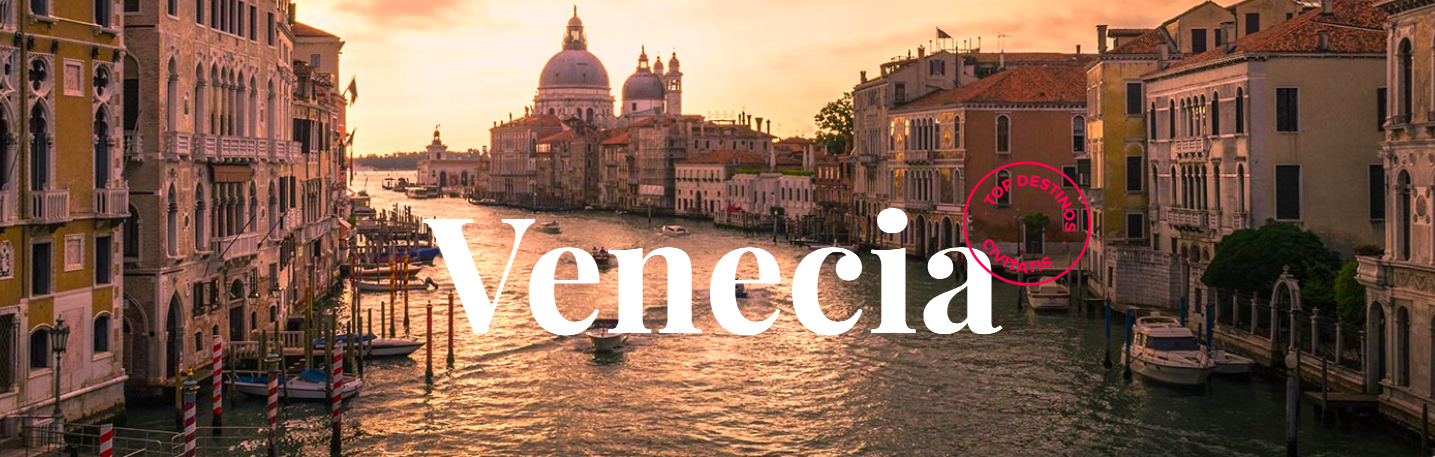 Venecia
TOP DESTINOS
CIVITATIS